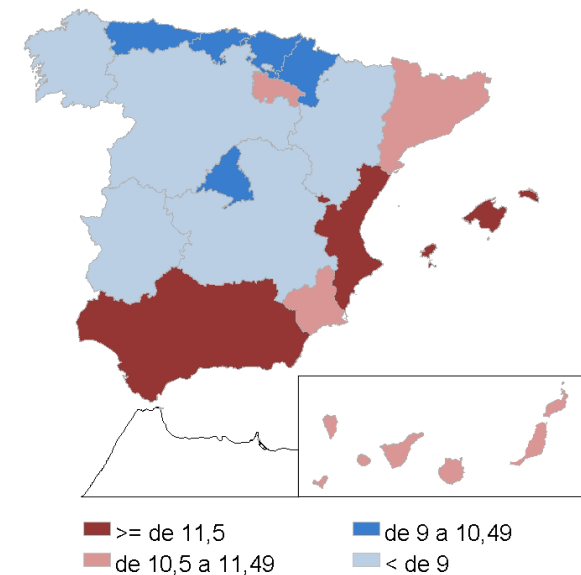 >= de 11,5
de 9 a 10,49
de 10,5 a 11,49
< de 9